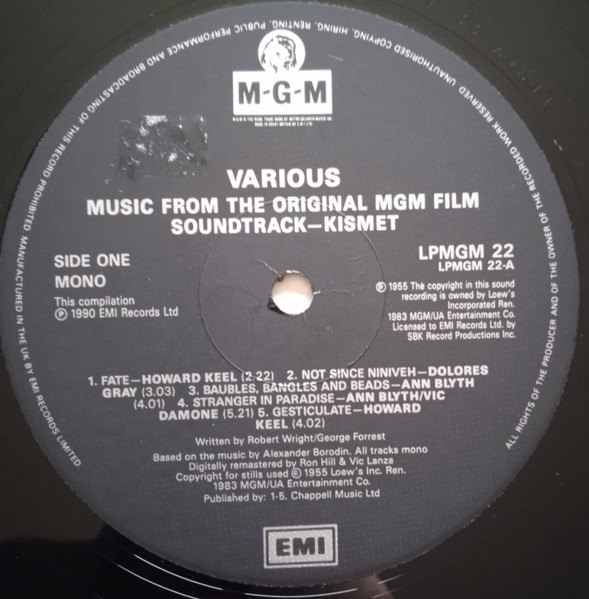 UNAUTHORISED COPYING, HIRING, RENTING, PUBLIC PERFORMANCE AND BROADCASTING OF THIS RECORD PROHIBITED
MANUFACTURED IN THE UK BY EMI RECORDS LIMITED
ALL RIGHTS OF THE PRODUCER AND OF THE OWNER OF THE RECORDED WORK RESERVED
M-G-M
VARIOUS
MUSIC FROM THE ORIGINAL MGM FILM
SOUNDTRACK—KISMET
SIDE ONE
MONO
This compilation
℗ 1990 EMI Records Ltd
LPMGM 22
LPMGM 22-A
℗ 1955 The copyright in this sound
recording is owned by Loew's
Incorporated Ren.
1983 MGM/UA Entertainment Co.
Licensed to EMI Records Ltd. by
SBK Record Productions Inc.
1. FATE—HOWARD KEEL (2.22) 2. NOT SINCE NINIVEH—DOLORES
GRAY (3.03) 3. BAUBLES, BANGLES AND BEADS—ANN BLYTH
(4.01) 4. STRANGER IN PARADISE—ANN BLYTH/VIC
DAMONE (5.21) 5. GESTICULATE—HOWARD
KEEL (4.02)
Written by Robert Wright/George Forrest
Based on the music by Alexander Borodin. All tracks mono
Digitally remastered by Ron Hill & Vic Lanza
Copyright for stills used © 1955 Loew's Inc. Ren.
1983 MGM/UA Entertainment Co.
Published by: 1-5. Chappell Music Ltd
EMI